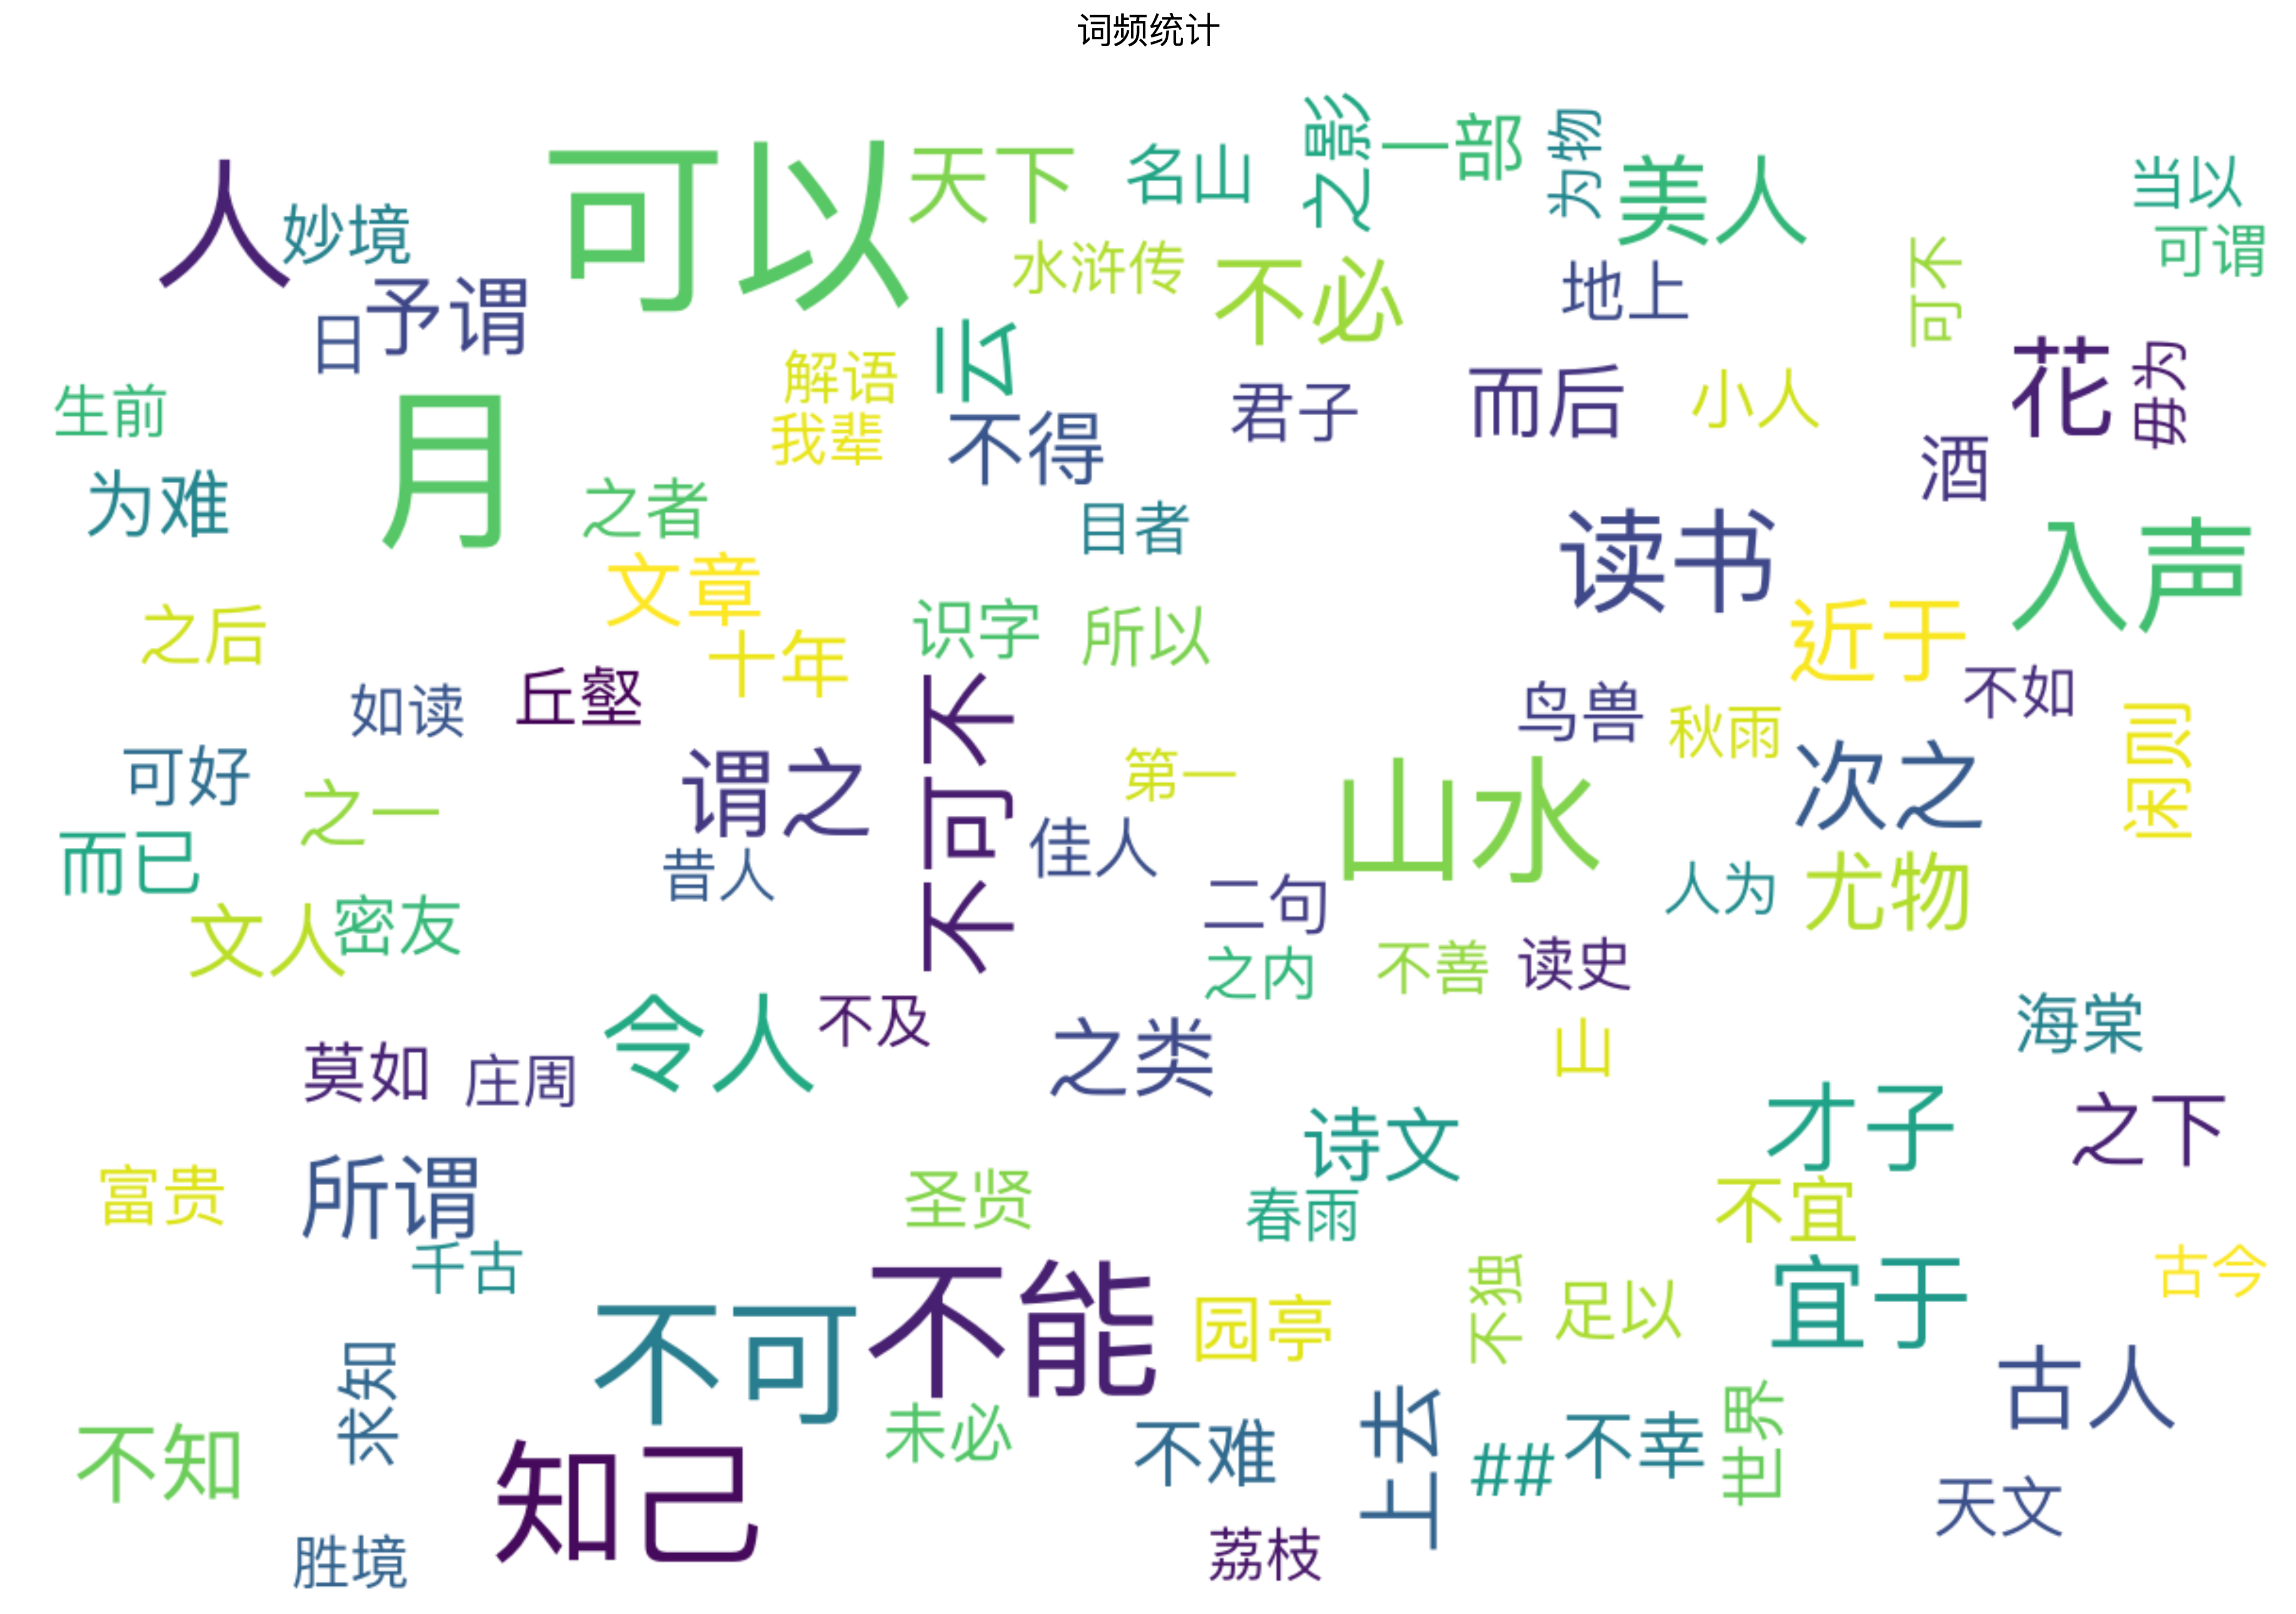 词频统计
可以
人
妙境
天下
名山
之影
一部
为物
美人
当以
可谓
水浒传
不必
地上
可不
予谓
日
云
解语
我辈
君子
而后
小人
花
毋为
生前
月
不得
酒
为难
之者
目者
读书
入声
文章
十年
识字
所以
近于
之后
如读
丘壑
不可不
鸟兽
秋雨
不如
闲则
可好
之一
谓之
第一
山水
次之
而已
昔人
佳人
二句
人为
尤物
文人
密友
之内
不善
读史
令人
不及
之类
山
海棠
莫如
庄周
诗文
才子
之下
富贵
所谓
圣贤
春雨
不宜
千古
不可
不能
园亭
不独
足以
宜于
古今
求知
古人
不知
知己
未必
不难
上去
##
不幸
世界
天文
胜境
荔枝